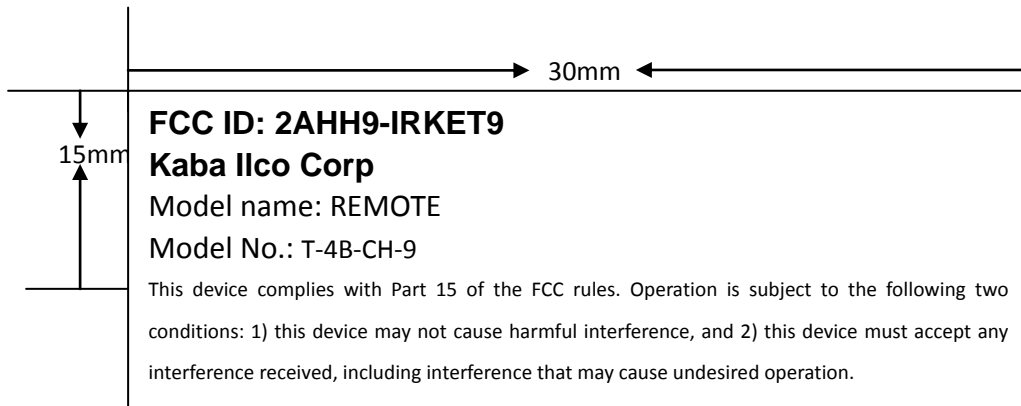 30mm
15mm
FCC ID: 2AHH9-IRKET9
Kaba Ilco Corp
Model name: REMOTE
Model No.: T-4B-CH-9
This device complies with Part 15 of the FCC rules. Operation is subject to the following two
conditions: 1) this device may not cause harmful interference, and 2) this device must accept any
interference received, including interference that may cause undesired operation.